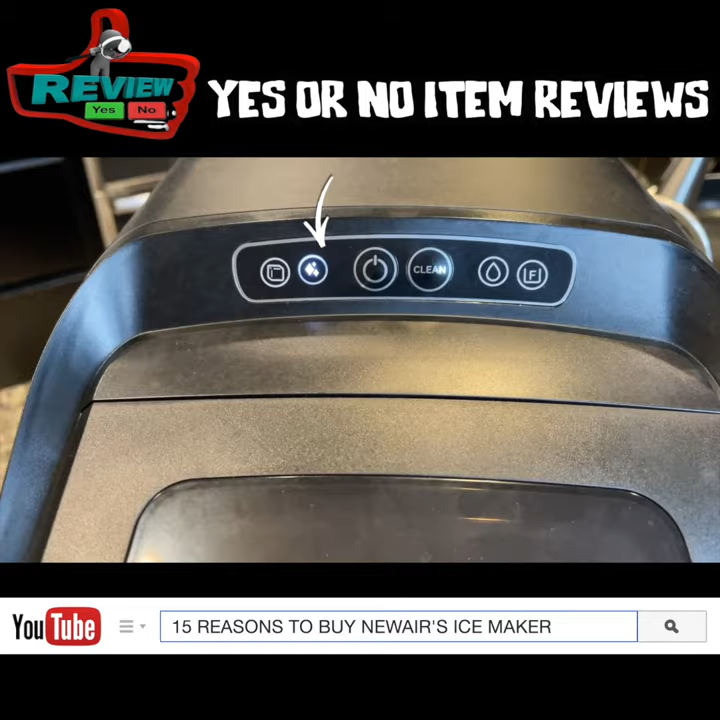 REVIEW
Yes No
YES OR NO ITEM REVIEWS
CLEAN
F
YouTube
15 REASONS TO BUY NEWAIR'S ICE MAKER